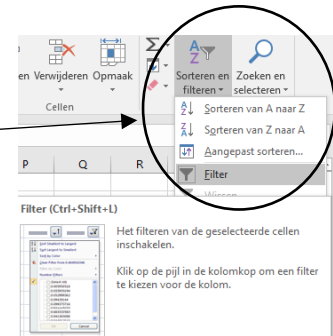 en Verwijderen Opmaak
Cellen
Sorteren en
filteren
Zoeken en
selecteren
Sorteren van A naar Z
Sorteren van Z naar A
Aangepast sorteren...
Filter
Wissen
P Q R
Filter (Ctrl+Shift+L)
Het filteren van de geselecteerde cellen
inschakelen.
Klik op de pijl in de kolomkop om een filter
te kiezen voor de kolom.